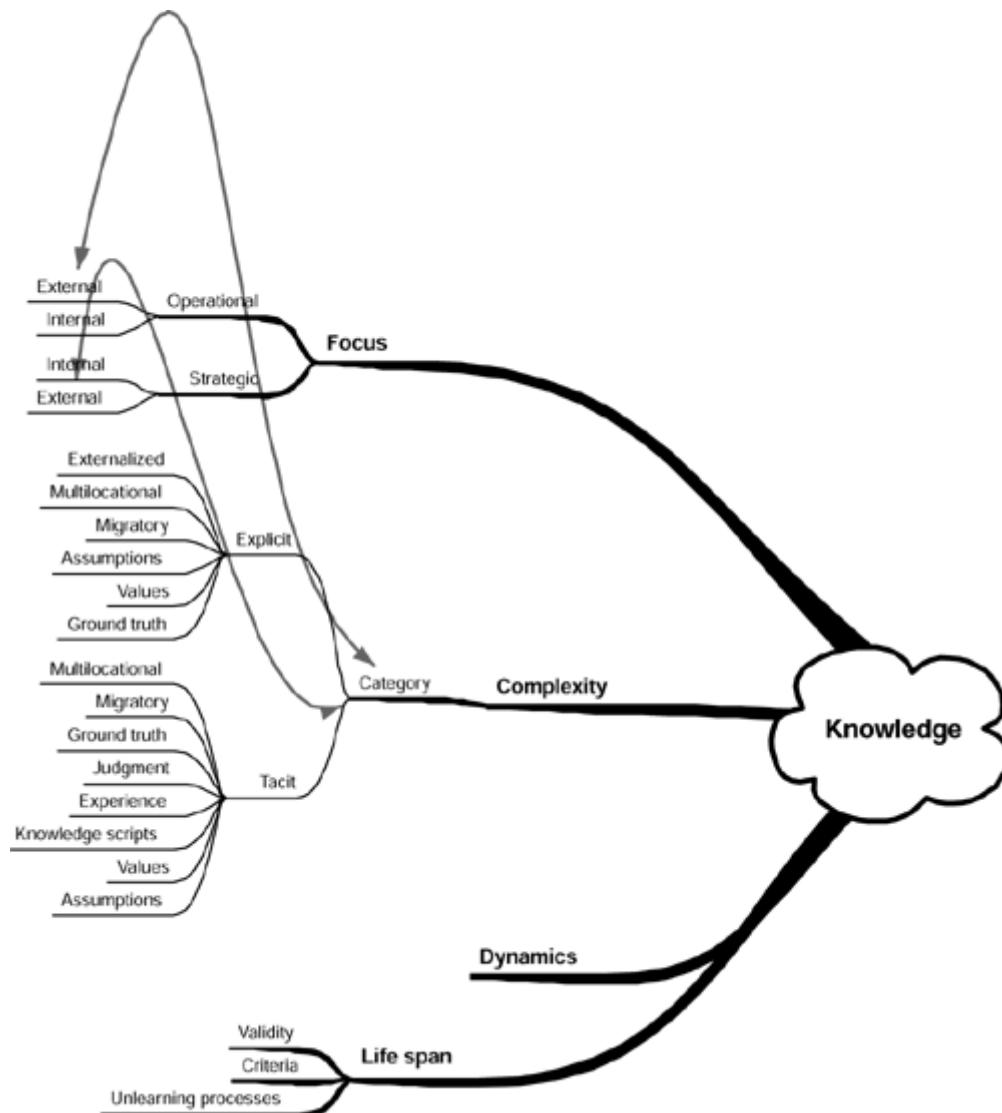 External
Operational
Internal
Focus
Internal
Strategic
External
Externalized
Multilocational
Migratory
Explicit
Assumptions
Values
Ground truth
Multilocational
Category
Complexity
Knowledge
Migratory
Ground truth
Judgment
Tacit
Experience
Knowledge scripts
Values
Assumptions
Dynamics
Validity
Life span
Criteria
Unlearning processes